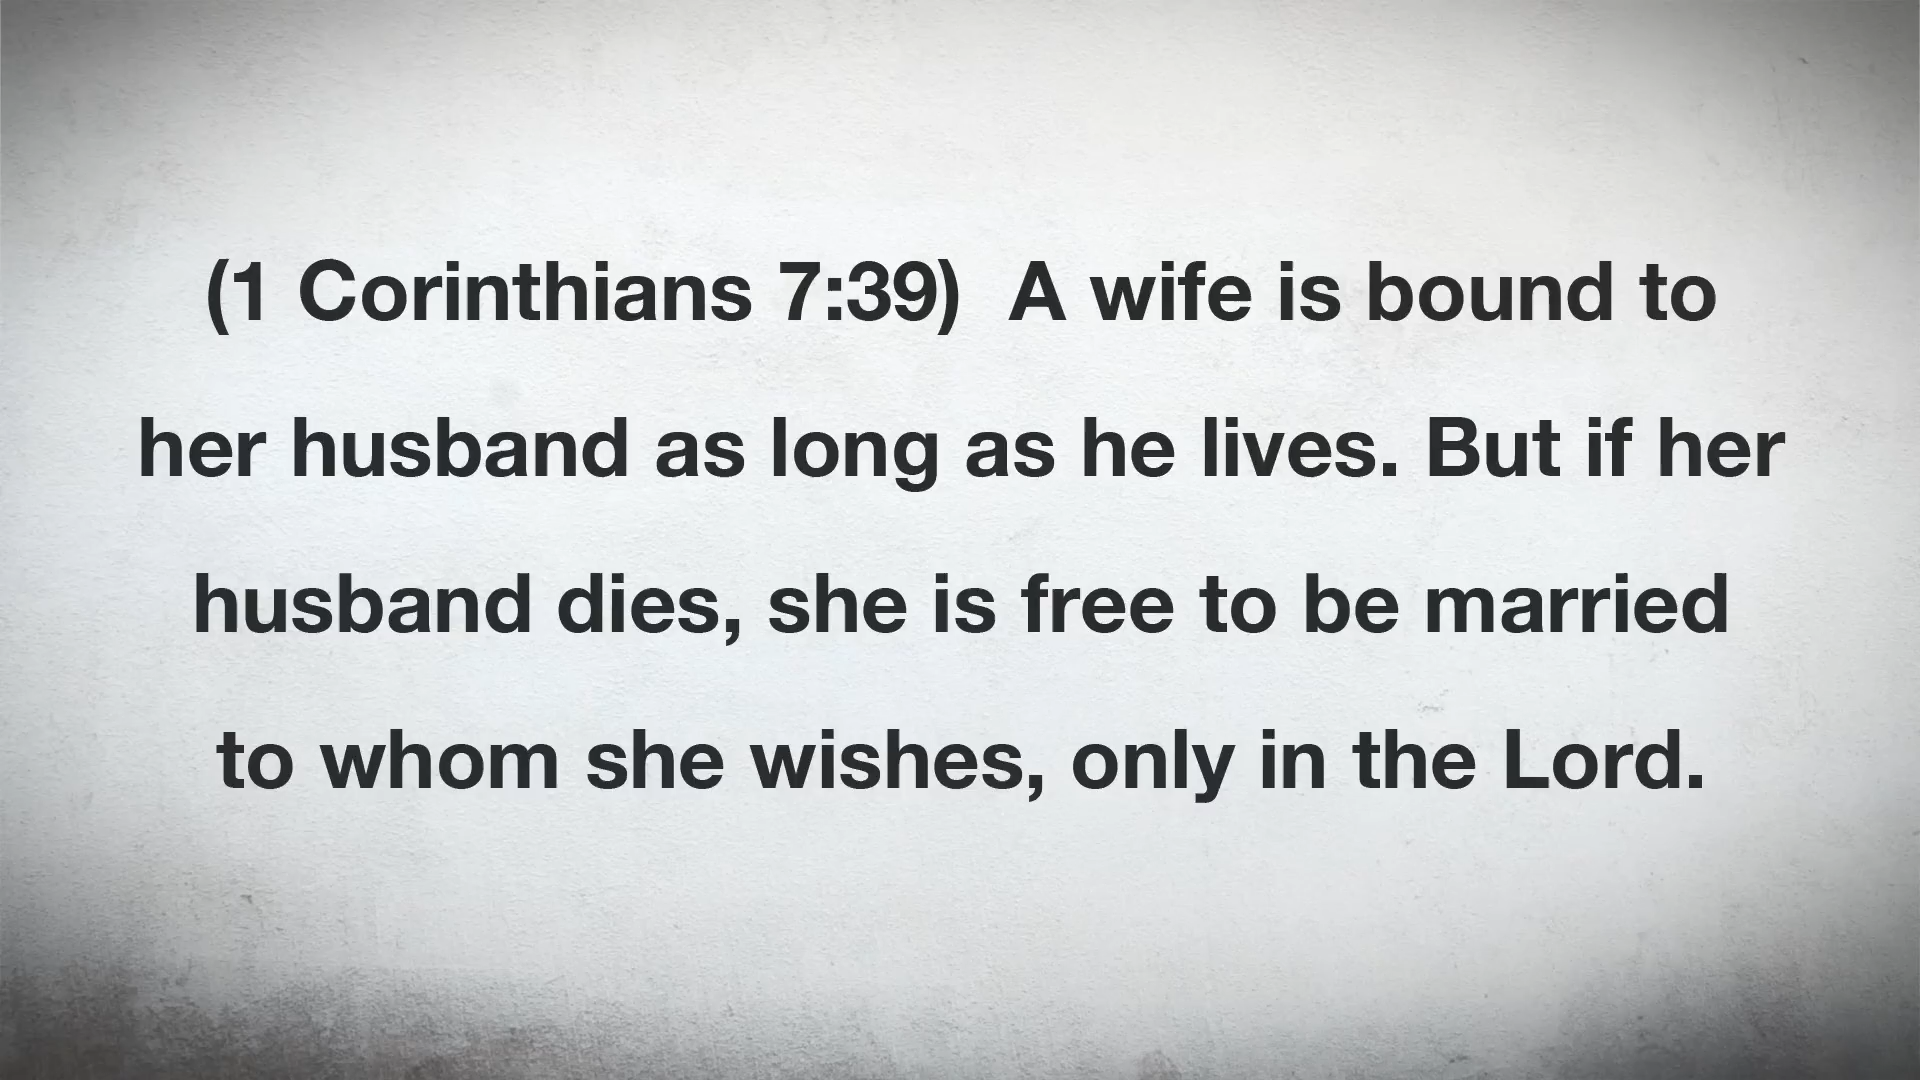 (1 Corinthians 7:39)  A wife is bound to
her husband as long as he lives. But if her
husband dies, she is free to be married
to whom she wishes, only in the Lord.